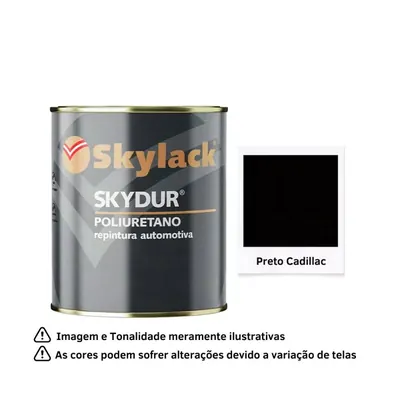 Skylack
SKYDUR®
POLIURETANO
repintura automotiva
Preto Cadillac
Imagem e Tonalidade meramente ilustrativas
As cores podem sofrer alterações devido a variação de telas